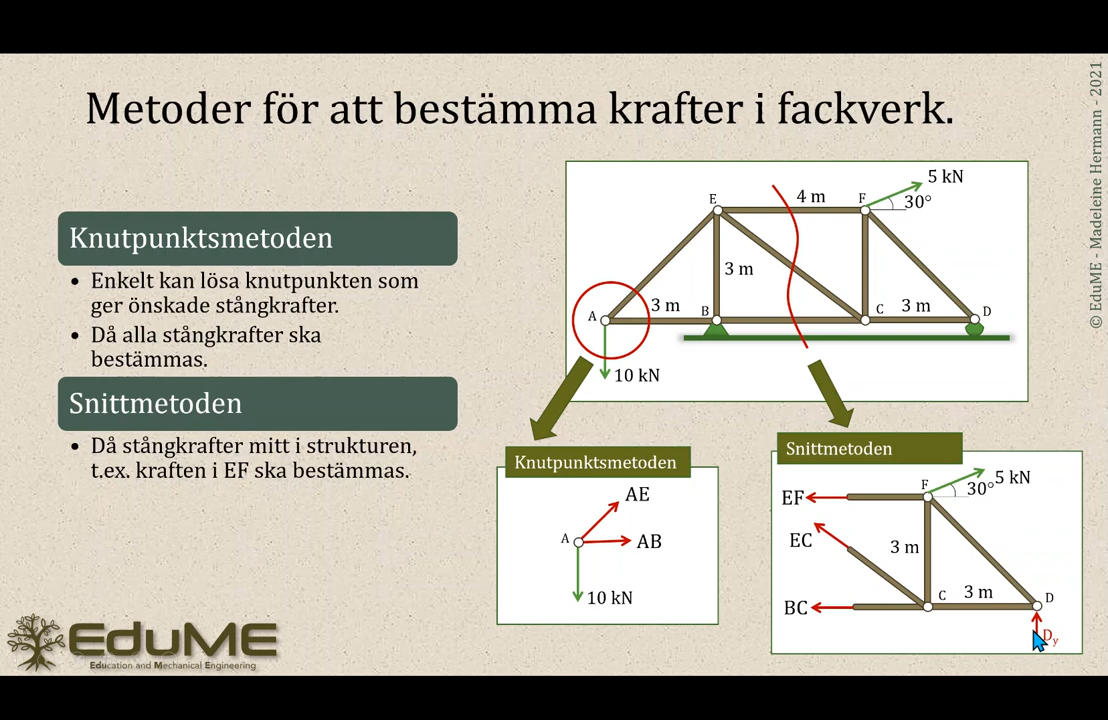 Metoder för att bestämma krafter i fackverk.
© EduME - Madeleine Hermann - 2021
Knutpunktsmetoden
• Enkelt kan lösa knutpunkten som
ger önskade stångkrafter.
• Då alla stångkrafter ska
bestämmas.
Snittmetoden
• Då stångkrafter mitt i strukturen,
t.ex. kraften i EF ska bestämmas.
5 kN
E
4 m
F
30°
3 m
A
3 m
B
C
3 m
D
10 kN
Knutpunktsmetoden
AE
A
AB
10 kN
Snittmetoden
F
30°
5 kN
EF
EC
3 m
C
3 m
D
BC
Dy
EduME
Education and Mechanical Engineering